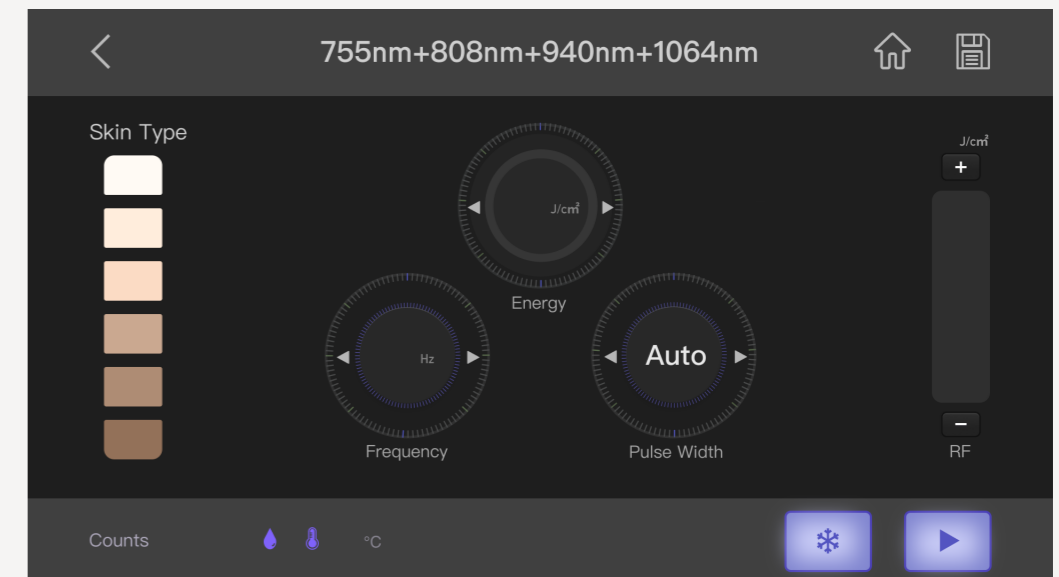 755nm+808nm+940nm+1064nm
Skin Type
J/c㎡
+
J/c㎡
Energy
Hz
Auto
Frequency
Pulse Width
−
RF
Counts
°C